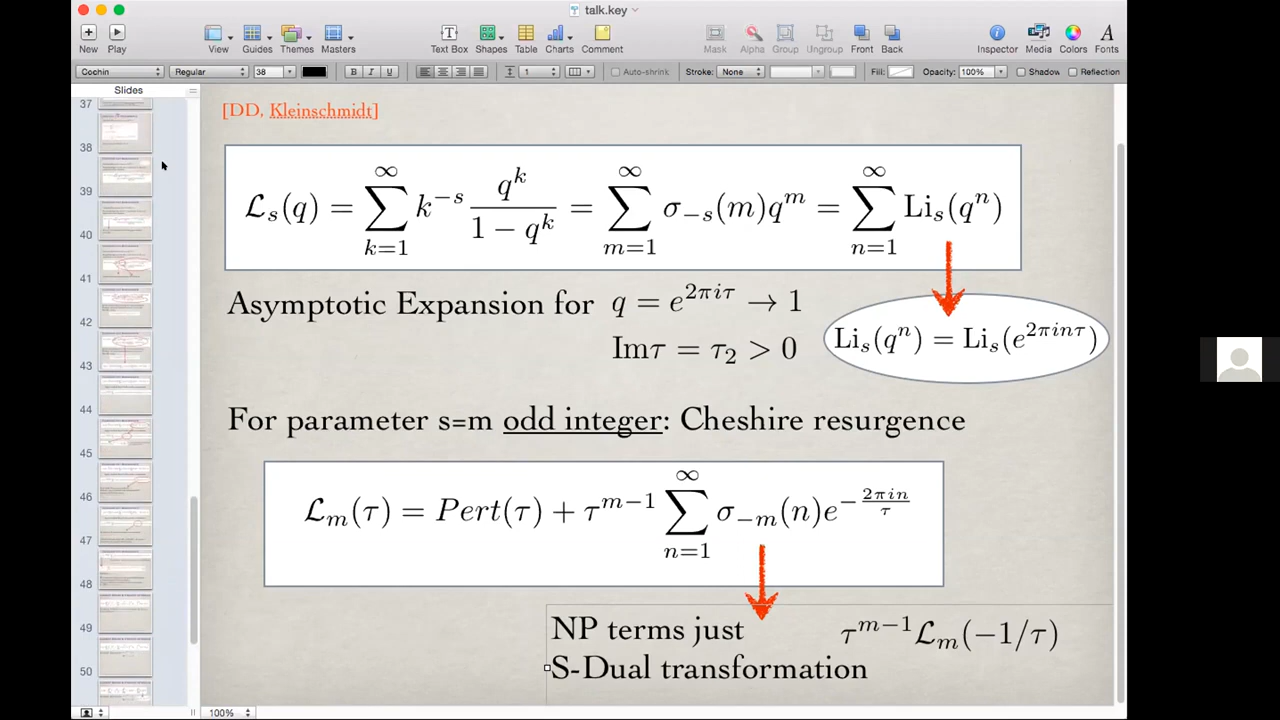 talk.key
New Play View Guides Themes Masters Text Box Shapes Table Charts Comment Mask Alpha Group Ungroup Front Back Inspector Media Colors Fonts
Cochin Regular 38 B I U 1 Auto-shrink Stroke: None Fill: Opacity: 100% Shadow Reflection
Slides
37
38
39
40
41
42
43
44
45
46
47
48
49
50
[DD, Kleinschmidt]
ℒ_s(q) = ∑_{k=1}^{∞} k^{-s} \frac{q^k}{1 - q^k} = ∑_{m=1}^{∞} σ_{-s}(m)q^m = ∑_{n=1}^{∞} Li_s(q^n)
Asymptotic Expansion for q = e^{2πiτ} → 1
Imτ = τ_2 > 0
Li_s(q^n) = Li_s(e^{2πinτ})
For parameter s=m odd integer: Cheshire resurgence
ℒ_m(τ) = Pert(τ) + τ^{m-1} ∑_{n=1}^{∞} σ_{-m}(n)e^{-\frac{2πin}{τ}}
NP terms just τ^{m-1}ℒ_m(-1/τ)
S-Dual transformation
100%